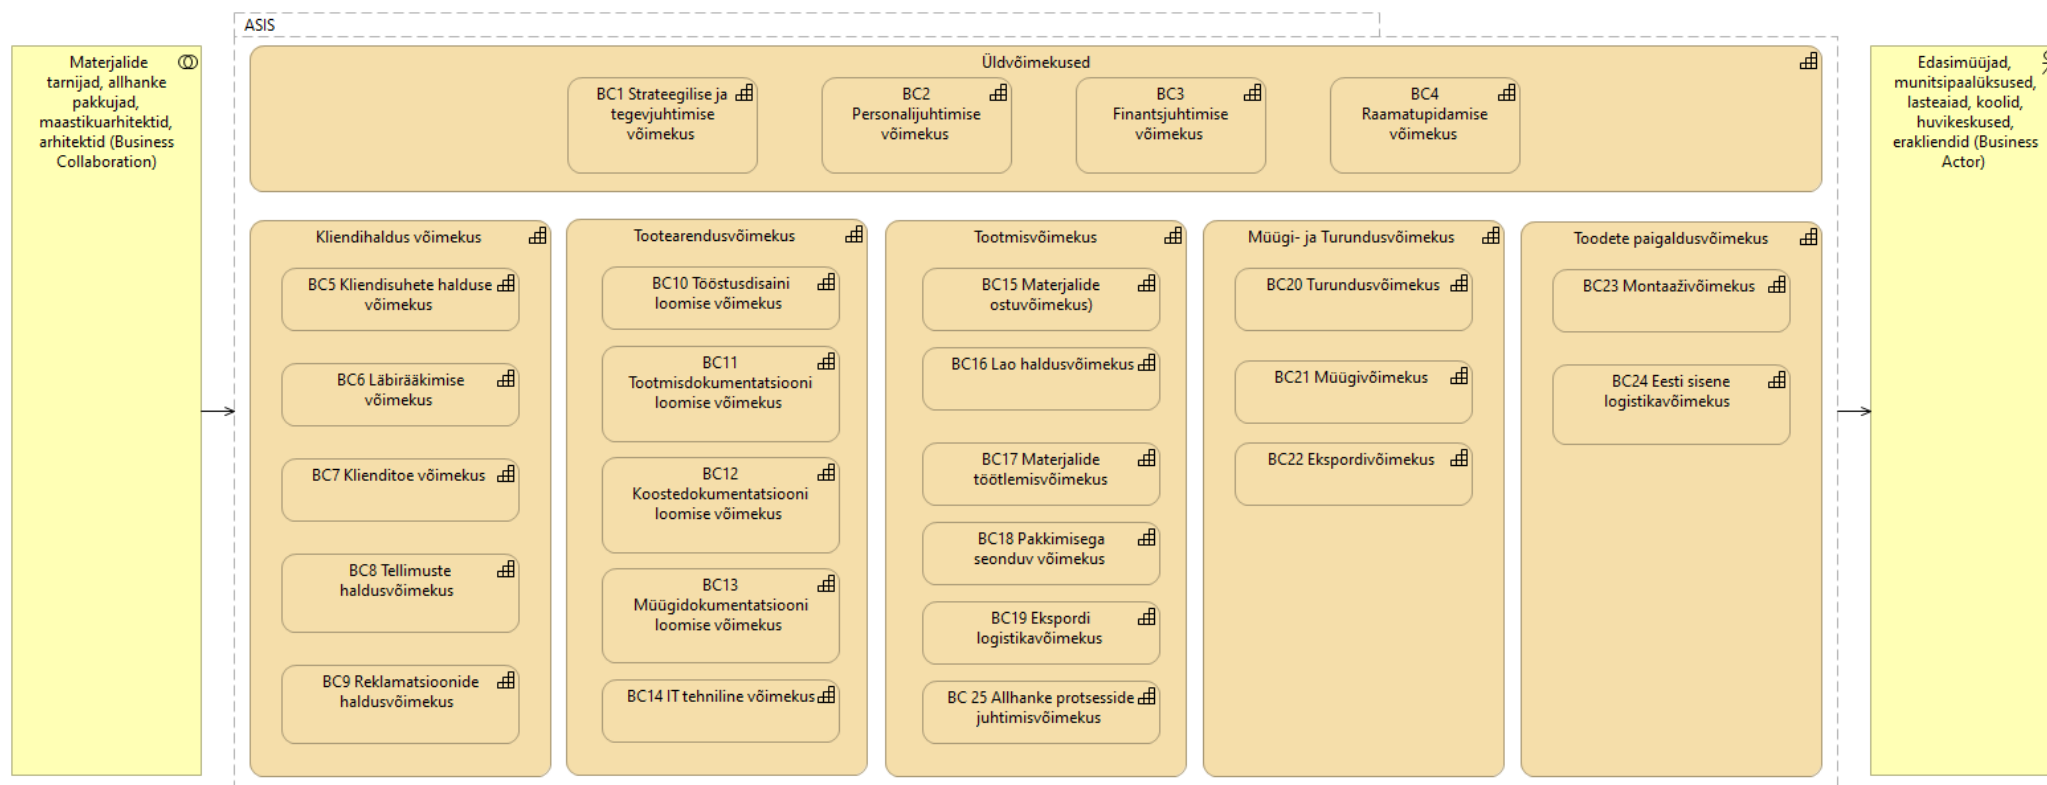 ASIS
Materjalide
tarnijad, allhanke
pakkujad,
maastikuarhitektid,
arhitektid (Business
Collaboration)
Üldvõimekused
BC1 Strateegilise ja
tegevjuhtimise
võimekus
BC2
Personalijuhtimise
võimekus
BC3
Finantsjuhtimise
võimekus
BC4
Raamatupidamise
võimekus
Kliendihaldus võimekus
BC5 Kliendisuhete halduse
võimekus
BC6 Läbirääkimise
võimekus
BC7 Klienditoe võimekus
BC8 Tellimuste
haldusvõimekus
BC9 Reklamatsioonide
haldusvõimekus
Tootearendusvõimekus
BC10 Tööstusdisaini
loomise võimekus
BC11
Tootmisdokumentatsiooni
loomise võimekus
BC12
Koostedokumentatsiooni
loomise võimekus
BC13
Müügidokumentatsiooni
loomise võimekus
BC14 IT tehniline võimekus
Tootmisvõimekus
BC15 Materjalide
ostuvõimekus)
BC16 Lao haldusvõimekus
BC17 Materjalide
töötlemisvõimekus
BC18 Pakkimisega
seonduv võimekus
BC19 Ekspordi
logistikavõimekus
BC 25 Allhanke protsesside
juhtimisvõimekus
Müügi- ja Turundusvõimekus
BC20 Turundusvõimekus
BC21 Müügivõimekus
BC22 Ekspordivõimekus
Toodete paigaldusvõimekus
BC23 Montaaživõimekus
BC24 Eesti sisene
logistikavõimekus
Edasimüüjad,
munitsipaalüksused,
lasteaiad, koolid,
huvikeskused,
erakliendid (Business
Actor)